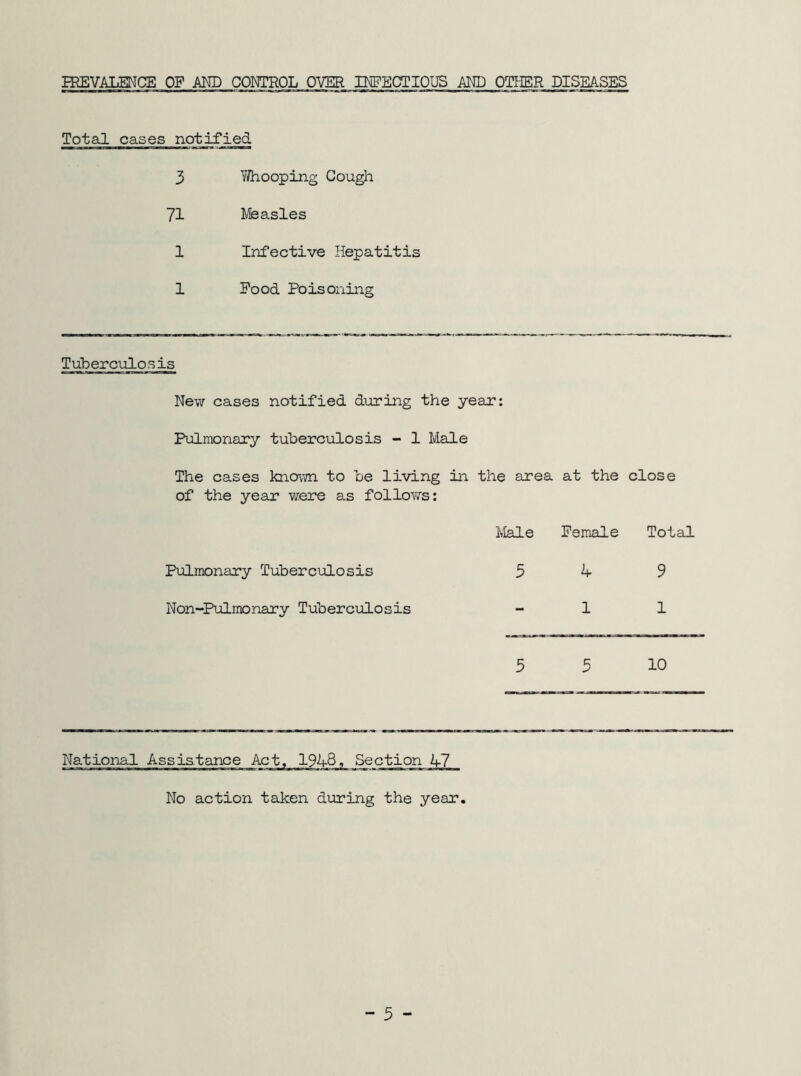 PREVALENCE OF AND CONTROL OVER INFECTIOUS AND OTHER DISEASES
Total cases notified
3 Whooping Cough
71 Measles
1 Infective Hepatitis
1 Food Poisoning
Tuberculosis
New cases notified during the year:
Pulmonary tuberculosis - 1 Male
The cases known to be living in the area at the close
of the year were as follows:
Male Female Total
Pulmonary Tuberculosis 5 4 9
Non-Pulmonary Tuberculosis - 1 1
5 5 10
National Assistance Act, 1948, Section 47
No action taken during the year.
- 5 -